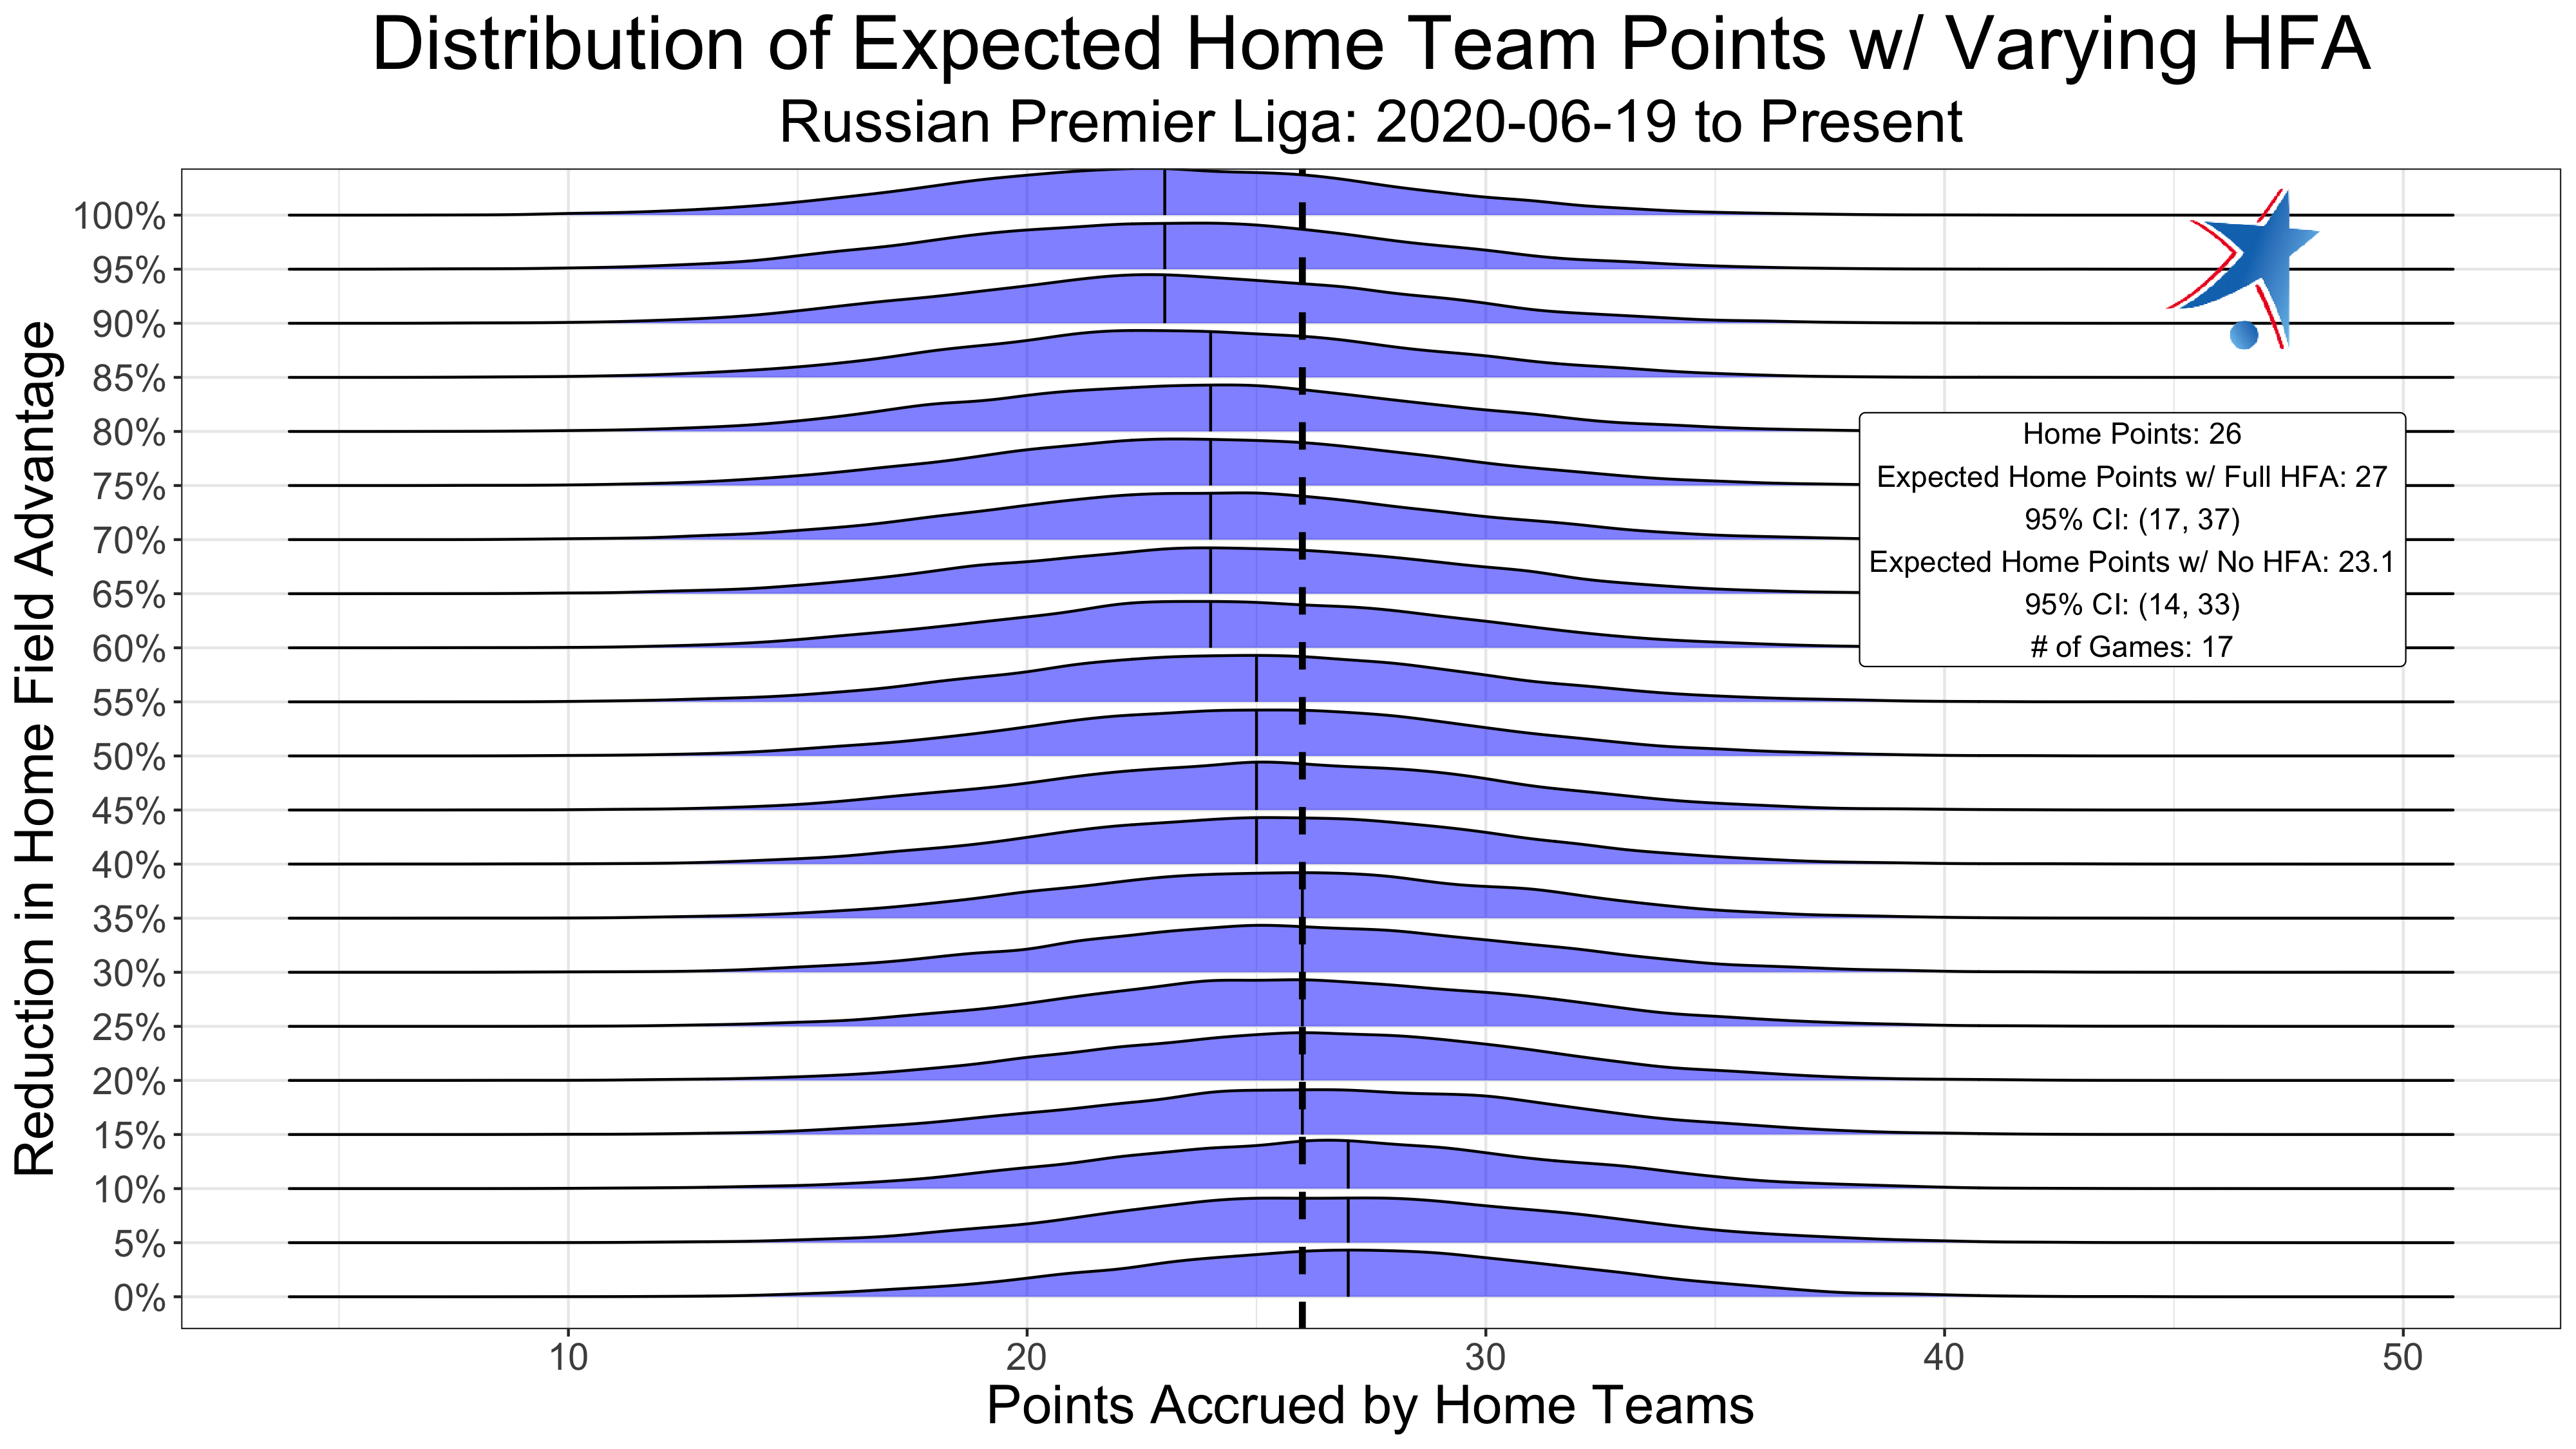 Distribution of Expected Home Team Points w/ Varying HFA
Russian Premier Liga: 2020-06-19 to Present
Reduction in Home Field Advantage
100%
95%
90%
85%
80%
75%
70%
65%
60%
55%
50%
45%
40%
35%
30%
25%
20%
15%
10%
5%
0%
Home Points: 26
Expected Home Points w/ Full HFA: 27
95% CI: (17, 37)
Expected Home Points w/ No HFA: 23.1
95% CI: (14, 33)
# of Games: 17
10 20 30 40 50
Points Accrued by Home Teams